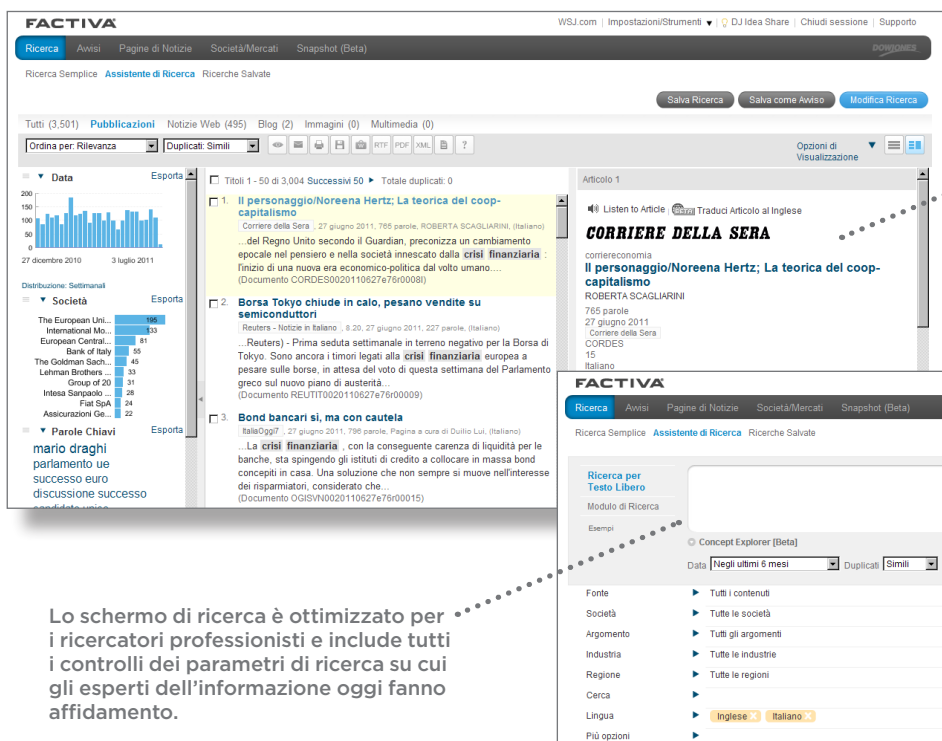 FACTIVA
WSJ.com | Impostazioni/Strumenti ▼ | DJ Idea Share | Chiudi sessione | Supporto
Ricerca Avvisi Pagine di Notizie Società/Mercati Snapshot (Beta) DOWJONES
Ricerca Semplice Assistente di Ricerca Ricerche Salvate
Salva Ricerca Salva come Avviso Modifica Ricerca
Tutti (3,501) Pubblicazioni Notizie Web (495) Blog (2) Immagini (0) Multimedia (0)
Ordina per: Rilevanza Duplicati: Simili RTF PDF XML ? Opzioni di
Visualizzazione
Data Esporta
200
150
100
50
0
27 dicembre 2010 3 luglio 2011
Distribuzione: Settimanali
Società Esporta
The European Uni... 195
International Mo... 133
European Central... 81
Bank of Italy 55
The Goldman Sach... 45
Lehman Brothers ... 33
Group of 20 31
Intesa Sanpaolo ... 28
Fiat SpA 24
Assicurazioni Ge... 22
Parole Chiavi Esporta
mario draghi
parlamento ue
successo euro
discussione successo
candidato unico
Titoli 1 - 50 di 3,004 Successivi 50 ► Totale duplicati: 0
1. Il personaggio/Noreena Hertz; La teorica del coop-
capitalismo
Corriere della Sera , 27 giugno 2011, 765 parole, ROBERTA SCAGLIARINI, (Italiano)
...del Regno Unito secondo il Guardian, preconizza un cambiamento
epocale nel pensiero e nella società innescato dalla crisi finanziaria :
l'inizio di una nuova era economico-politica dal volto umano....
(Documento CORDES0020110627e76r0008l)
2. Borsa Tokyo chiude in calo, pesano vendite su
semiconduttori
Reuters - Notizie in Italiano , 8.20, 27 giugno 2011, 227 parole, (Italiano)
...Reuters) - Prima seduta settimanale in terreno negativo per la Borsa di
Tokyo. Sono ancora i timori legati alla crisi finanziaria europea a
pesare sulle borse, in attesa del voto di questa settimana del Parlamento
greco sul nuovo piano di austerità...
(Documento REUTIT0020110627e76r00009)
3. Bond bancari sì, ma con cautela
ItaliaOggi7 , 27 giugno 2011, 796 parole, Pagina a cura di Duilio Lui, (Italiano)
...La crisi finanziaria , con la conseguente carenza di liquidità per le
banche, sta spingendo gli istituti di credito a collocare in massa bond
concepiti in casa. Una soluzione che non sempre si muove nell'interesse
dei risparmiatori, considerato che...
(Documento OGISVN0020110627e76r00015)
Articolo 1
Listen to Article | BETA Traduci Articolo al Inglese
CORRIERE DELLA SERA
corriereconomia
Il personaggio/Noreena Hertz; La teorica del coop-
capitalismo
ROBERTA SCAGLIARINI
765 parole
27 giugno 2011
Corriere della Sera
CORDES
15
Italiano
FACTIVA
Ricerca Avvisi Pagine di Notizie Società/Mercati Snapshot (Beta)
Ricerca Semplice Assistente di Ricerca Ricerche Salvate
Ricerca per
Testo Libero
Modulo di Ricerca
Esempi
Concept Explorer [Beta]
Data Negli ultimi 6 mesi Duplicati Simili
Fonte ► Tutti i contenuti
Società ► Tutte le società
Argomento ► Tutti gli argomenti
Industria ► Tutte le industrie
Regione ► Tutte le regioni
Cerca ►
Lingua ► Inglese X Italiano X
Più opzioni ►
Lo schermo di ricerca è ottimizzato per
i ricercatori professionisti e include tutti
i controlli dei parametri di ricerca su cui
gli esperti dell'informazione oggi fanno
affidamento.